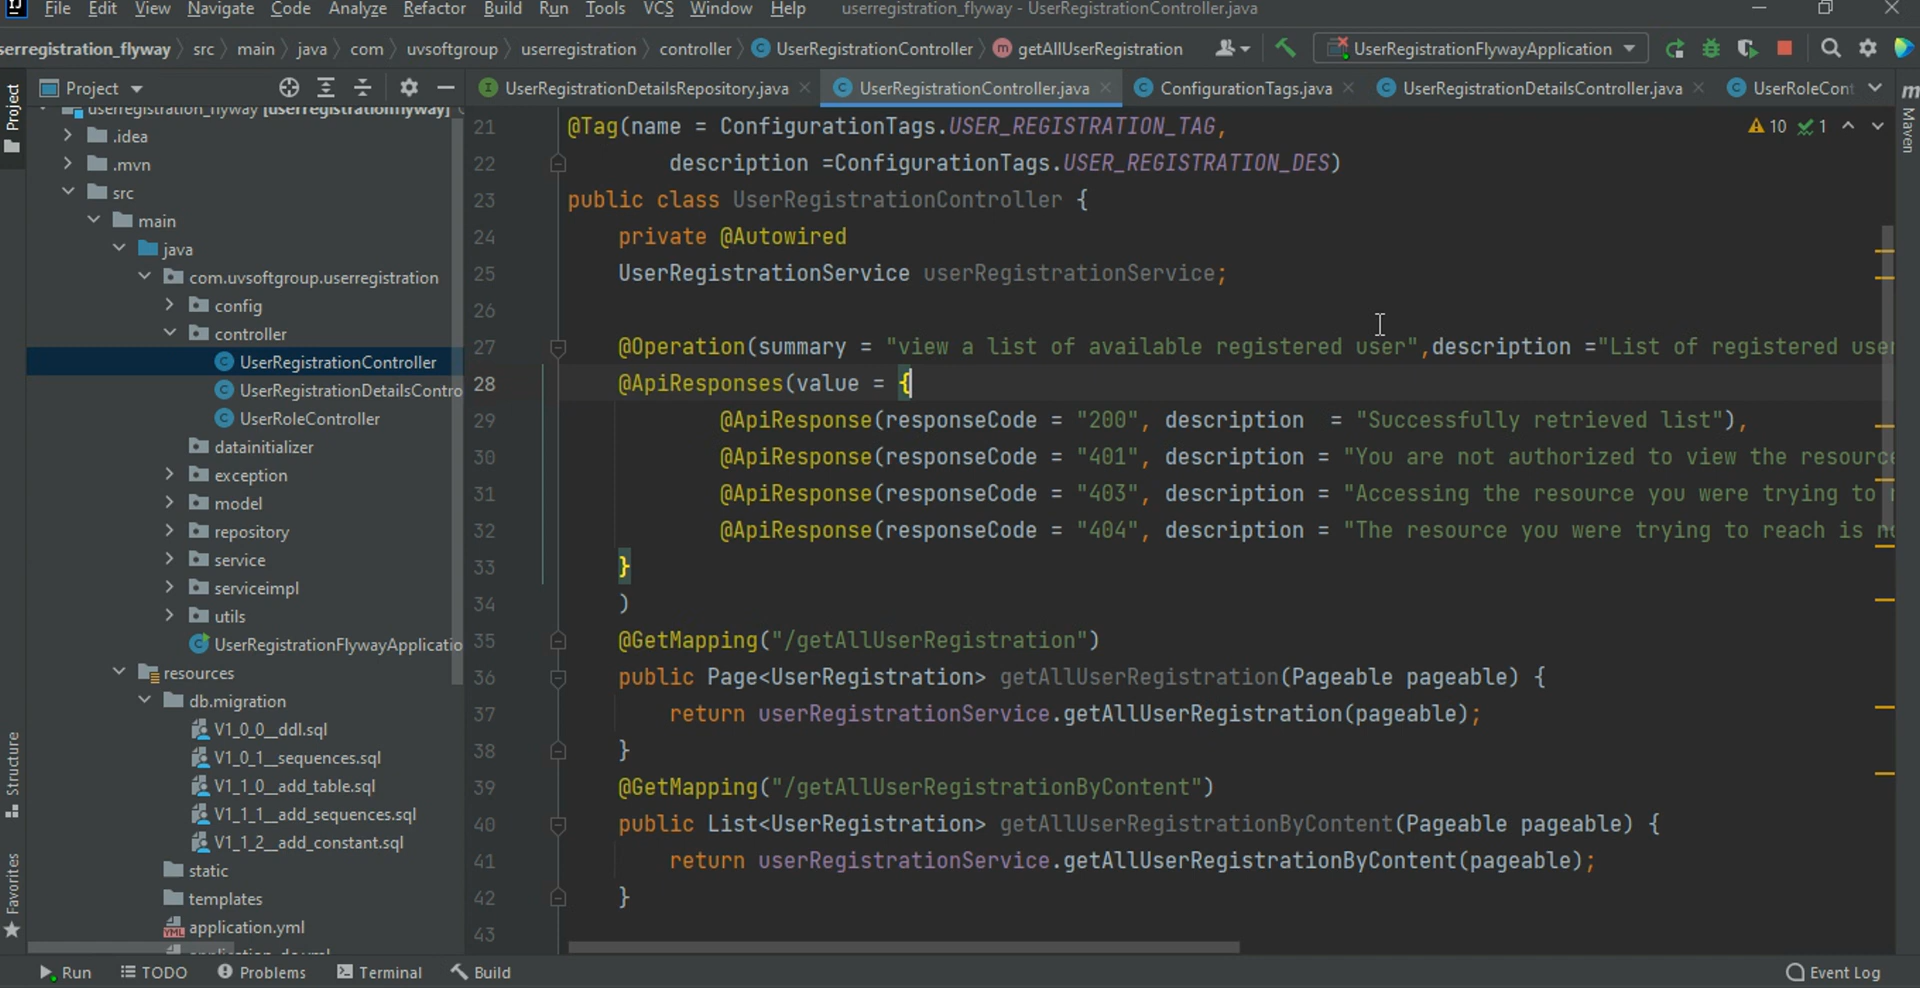 File Edit View Navigate Code Analyze Refactor Build Run Tools VCS Window Help userregistration_flyway - UserRegistrationController.java
serregistration_flyway src main java com uvsoftgroup userregistration controller UserRegistrationController getAllUserRegistration UserRegistrationFlywayApplication
Project UserRegistrationDetailsRepository.java UserRegistrationController.java ConfigurationTags.java UserRegistrationDetailsController.java UserRoleCont
Project
Structure
Favorites
Maven
userregistration_flyway [userregistrationflyway]
.idea
.mvn
src
main
java
com.uvsoftgroup.userregistration
config
controller
UserRegistrationController
UserRegistrationDetailsContro
UserRoleController
datainitializer
exception
model
repository
service
serviceimpl
utils
UserRegistrationFlywayApplicatio
resources
db.migration
V1_0_0__ddl.sql
V1_0_1__sequences.sql
V1_1_0__add_table.sql
V1_1_1__add_sequences.sql
V1_1_2__add_constant.sql
static
templates
application.yml
10 1
21 @Tag(name = ConfigurationTags.USER_REGISTRATION_TAG,
22 description =ConfigurationTags.USER_REGISTRATION_DES)
23 public class UserRegistrationController {
24 private @Autowired
25 UserRegistrationService userRegistrationService;
26
27 @Operation(summary = "view a list of available registered user",description ="List of registered use
28 @ApiResponses(value = {
29 @ApiResponse(responseCode = "200", description  = "Successfully retrieved list"),
30 @ApiResponse(responseCode = "401", description = "You are not authorized to view the resourc
31 @ApiResponse(responseCode = "403", description = "Accessing the resource you were trying to
32 @ApiResponse(responseCode = "404", description = "The resource you were trying to reach is n
33 }
34 )
35 @GetMapping("/getAllUserRegistration")
36 public Page<UserRegistration> getAllUserRegistration(Pageable pageable) {
37 return userRegistrationService.getAllUserRegistration(pageable);
38 }
39 @GetMapping("/getAllUserRegistrationByContent")
40 public List<UserRegistration> getAllUserRegistrationByContent(Pageable pageable) {
41 return userRegistrationService.getAllUserRegistrationByContent(pageable);
42 }
43
Run TODO Problems Terminal Build Event Log